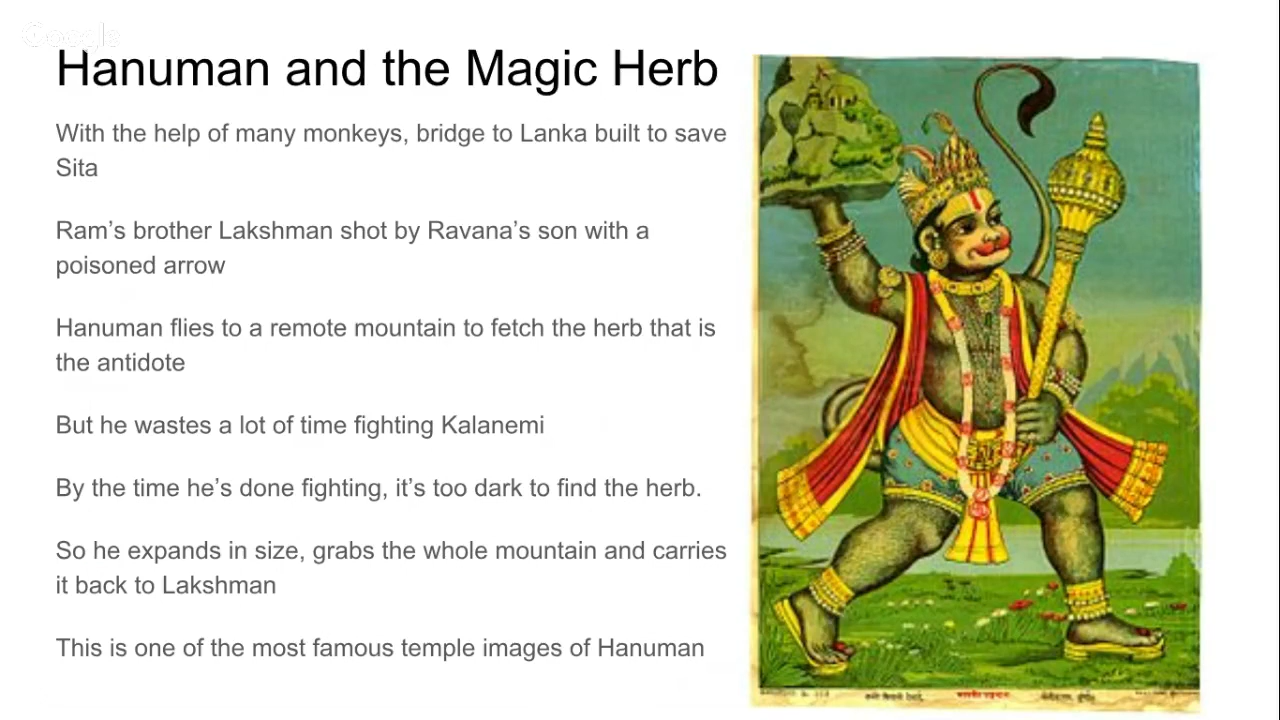 Google
Hanuman and the Magic Herb
With the help of many monkeys, bridge to Lanka built to save
Sita
Ram’s brother Lakshman shot by Ravana’s son with a
poisoned arrow
Hanuman flies to a remote mountain to fetch the herb that is
the antidote
But he wastes a lot of time fighting Kalanemi
By the time he’s done fighting, it’s too dark to find the herb.
So he expands in size, grabs the whole mountain and carries
it back to Lakshman
This is one of the most famous temple images of Hanuman